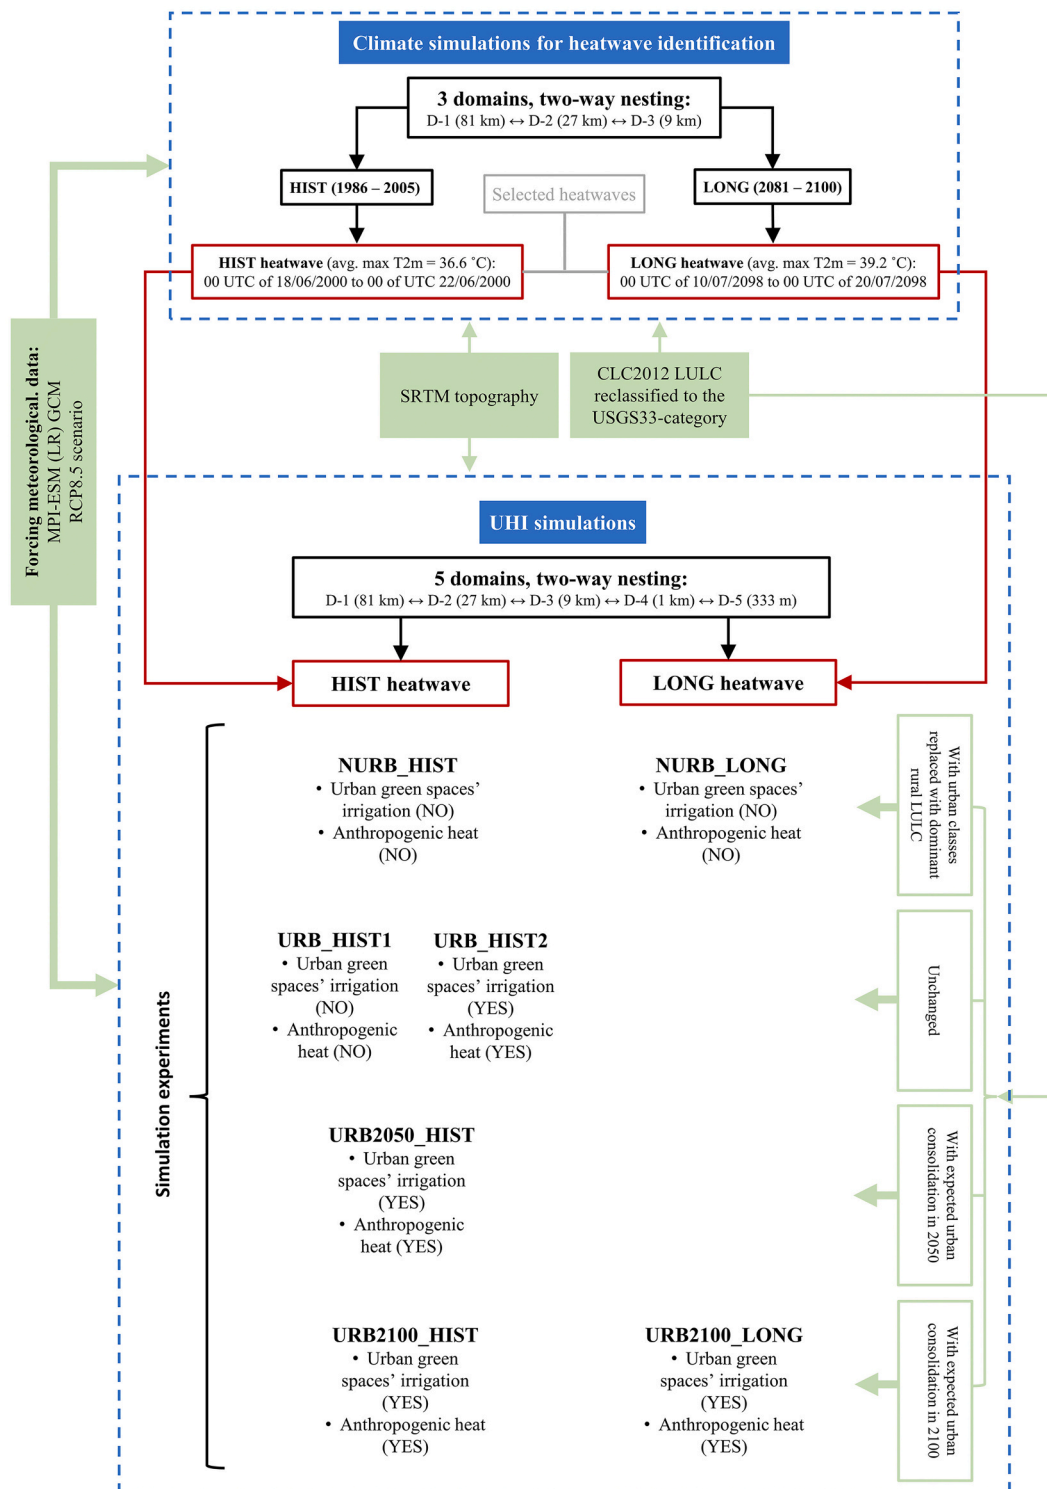 Climate simulations for heatwave identification
3 domains, two-way nesting:
D-1 (81 km) ↔ D-2 (27 km) ↔ D-3 (9 km)
HIST (1986 – 2005)
Selected heatwaves
LONG (2081 – 2100)
HIST heatwave (avg. max T2m = 36.6 ˚C):
00 UTC of 18/06/2000 to 00 of UTC 22/06/2000
LONG heatwave (avg. max T2m = 39.2 ˚C):
00 UTC of 10/07/2098 to 00 UTC of 20/07/2098
Forcing meteorological. data:
MPI-ESM (LR) GCM
RCP8.5 scenario
SRTM topography
CLC2012 LULC
reclassified to the
USGS33-category
UHI simulations
5 domains, two-way nesting:
D-1 (81 km) ↔ D-2 (27 km) ↔ D-3 (9 km) ↔ D-4 (1 km) ↔ D-5 (333 m)
HIST heatwave
LONG heatwave
Simulation experiments
NURB_HIST
• Urban green spaces’
irrigation (NO)
• Anthropogenic heat
(NO)
NURB_LONG
• Urban green spaces’
irrigation (NO)
• Anthropogenic heat
(NO)
With urban classes
replaced with dominant
rural LULC
URB_HIST1
• Urban green
spaces’ irrigation
(NO)
• Anthropogenic
heat (NO)
URB_HIST2
• Urban green
spaces’ irrigation
(YES)
• Anthropogenic
heat (YES)
Unchanged
URB2050_HIST
• Urban green
spaces’ irrigation
(YES)
• Anthropogenic
heat (YES)
With expected urban
consolidation in 2050
URB2100_HIST
• Urban green
spaces’ irrigation
(YES)
• Anthropogenic heat
(YES)
URB2100_LONG
• Urban green
spaces’ irrigation
(YES)
• Anthropogenic heat
(YES)
With expected urban
consolidation in 2100